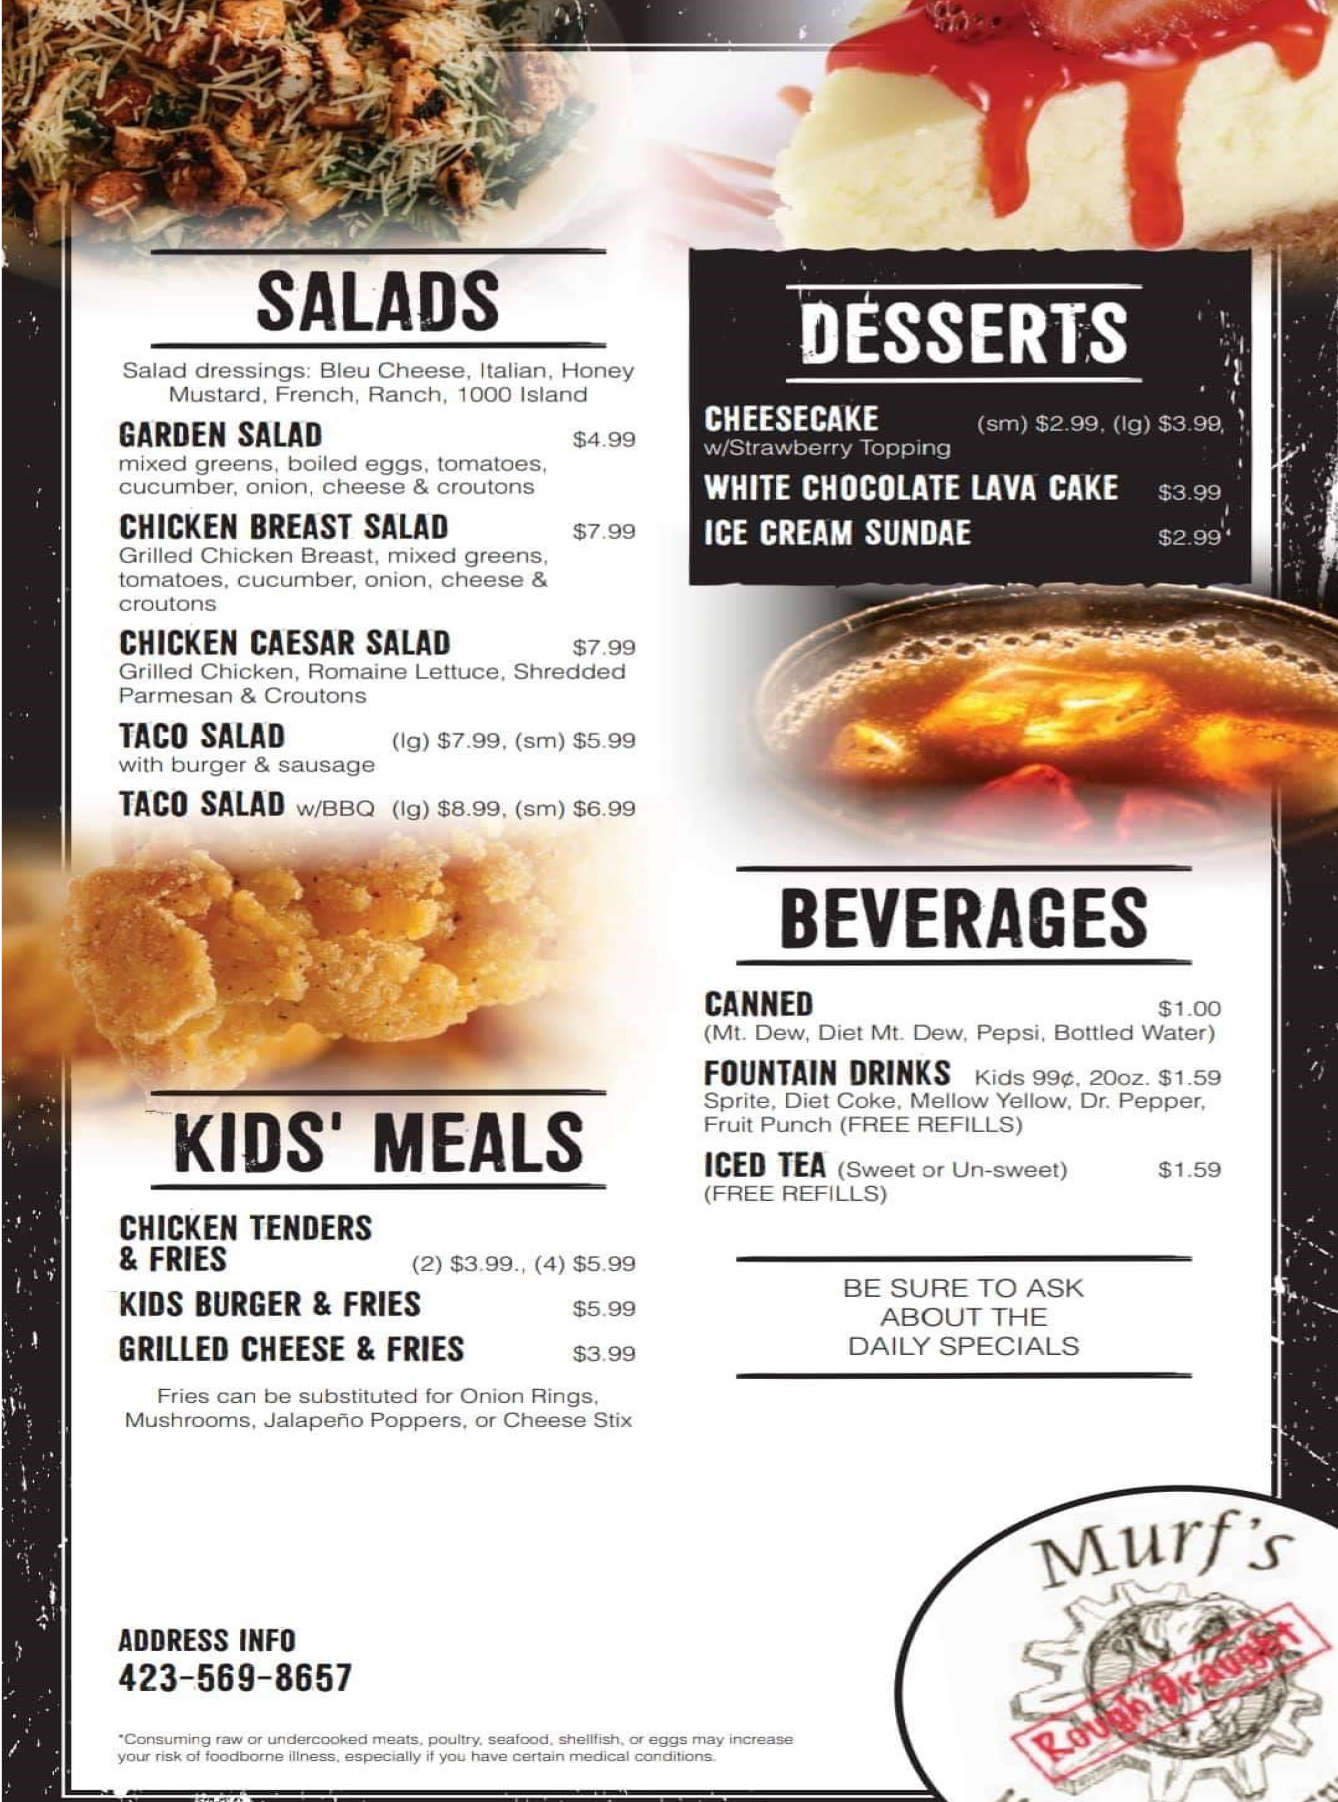 SALADS
Salad dressings: Bleu Cheese, Italian, Honey
Mustard, French, Ranch, 1000 Island
GARDEN SALAD $4.99
mixed greens, boiled eggs, tomatoes,
cucumber, onion, cheese & croutons
CHICKEN BREAST SALAD $7.99
Grilled Chicken Breast, mixed greens,
tomatoes, cucumber, onion, cheese &
croutons
CHICKEN CAESAR SALAD $7.99
Grilled Chicken, Romaine Lettuce, Shredded
Parmesan & Croutons
TACO SALAD (lg) $7.99, (sm) $5.99
with burger & sausage
TACO SALAD w/BBQ (lg) $8.99, (sm) $6.99
KIDS' MEALS
CHICKEN TENDERS
& FRIES (2) $3.99., (4) $5.99
KIDS BURGER & FRIES $5.99
GRILLED CHEESE & FRIES $3.99
Fries can be substituted for Onion Rings,
Mushrooms, Jalapeño Poppers, or Cheese Stix
ADDRESS INFO
423-569-8657
*Consuming raw or undercooked meats, poultry, seafood, shellfish, or eggs may increase
your risk of foodborne illness, especially if you have certain medical conditions.
DESSERTS
CHEESECAKE (sm) $2.99, (lg) $3.99,
w/Strawberry Topping
WHITE CHOCOLATE LAVA CAKE $3.99
ICE CREAM SUNDAE $2.99
BEVERAGES
CANNED $1.00
(Mt. Dew, Diet Mt. Dew, Pepsi, Bottled Water)
FOUNTAIN DRINKS Kids 99¢, 20oz. $1.59
Sprite, Diet Coke, Mellow Yellow, Dr. Pepper,
Fruit Punch (FREE REFILLS)
ICED TEA (Sweet or Un-sweet) $1.59
(FREE REFILLS)
BE SURE TO ASK
ABOUT THE
DAILY SPECIALS
Murf's
Rough Draught